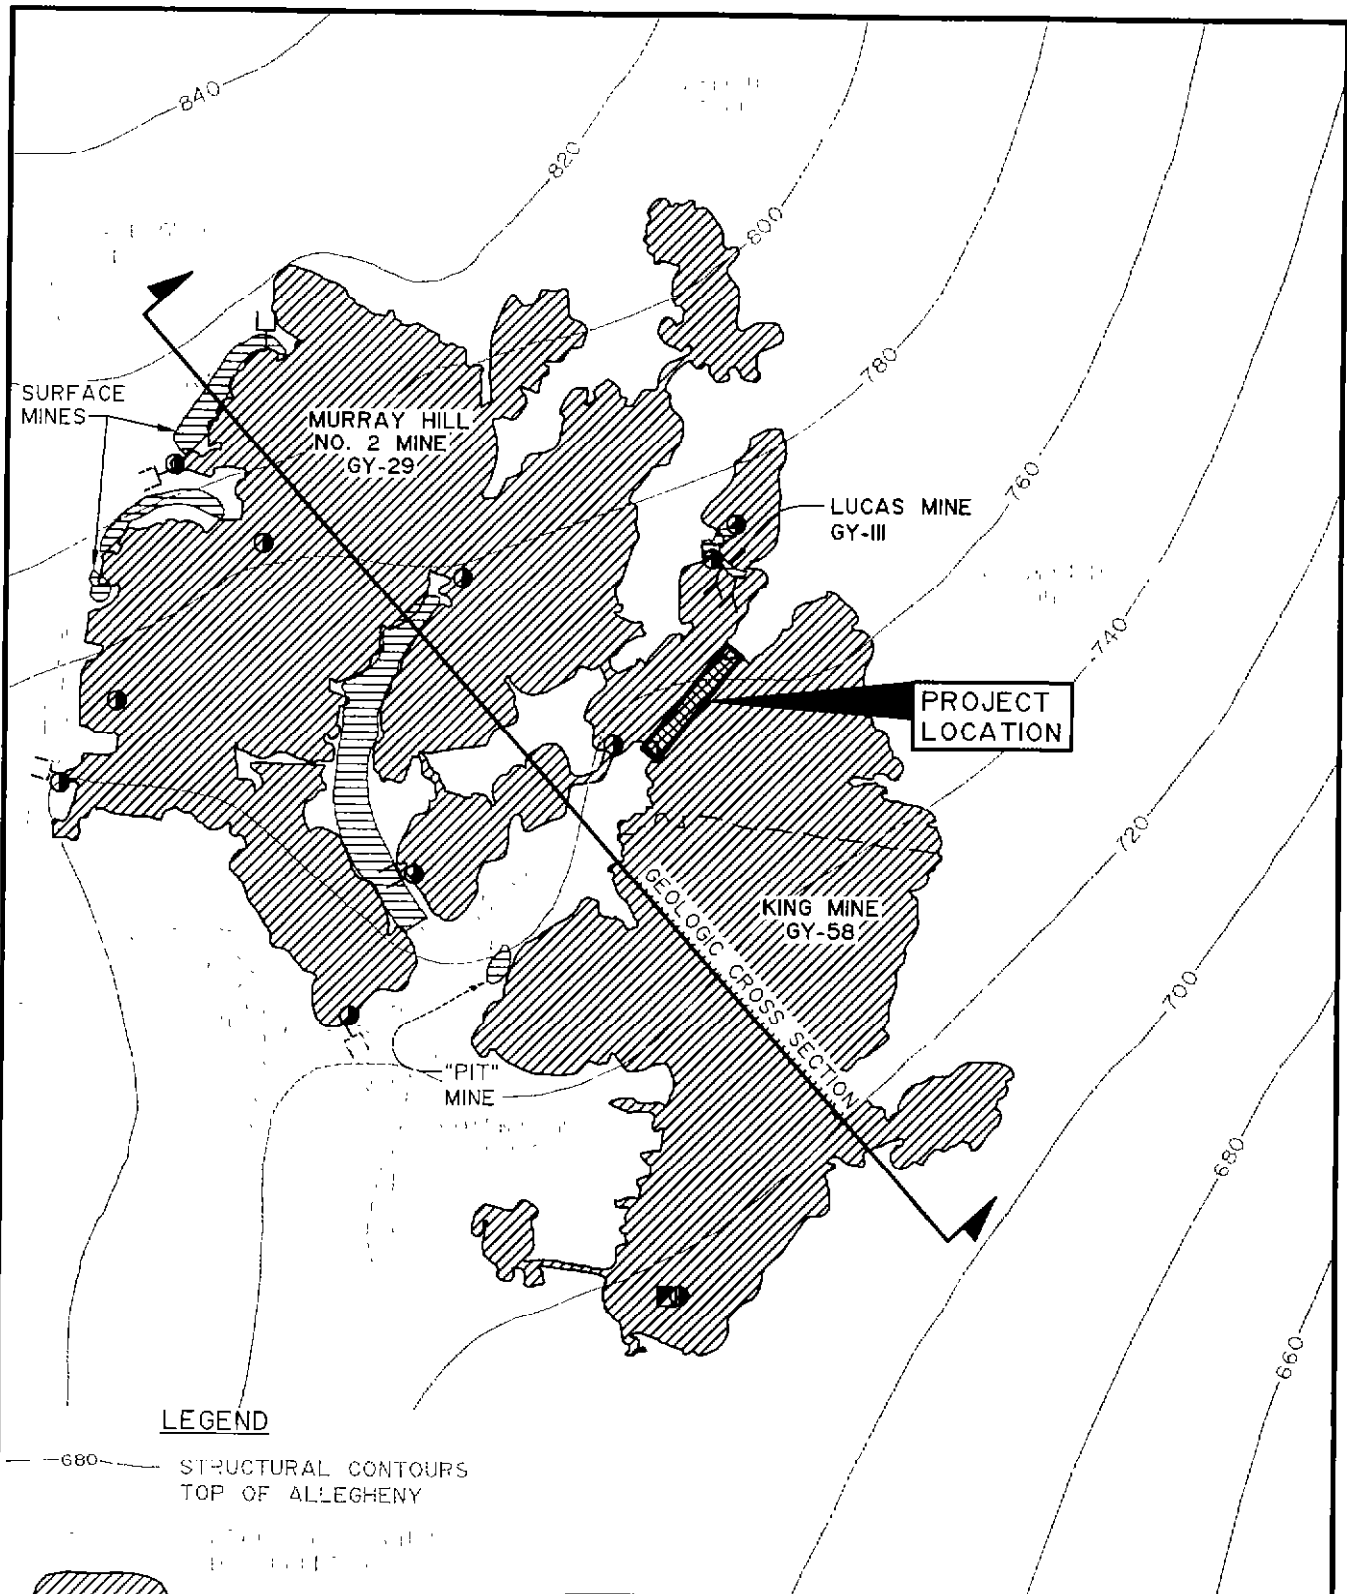 840
820
800
780
SURFACE
MINES
MURRAY HILL
NO. 2 MINE
GY-29
760
LUCAS MINE
GY-III
740
PROJECT
LOCATION
720
GEOLOGIC CROSS SECTION
KING MINE
GY-58
700
"PIT"
MINE
680
660
LEGEND
680
STRUCTURAL CONTOURS
TOP OF ALLEGHENY